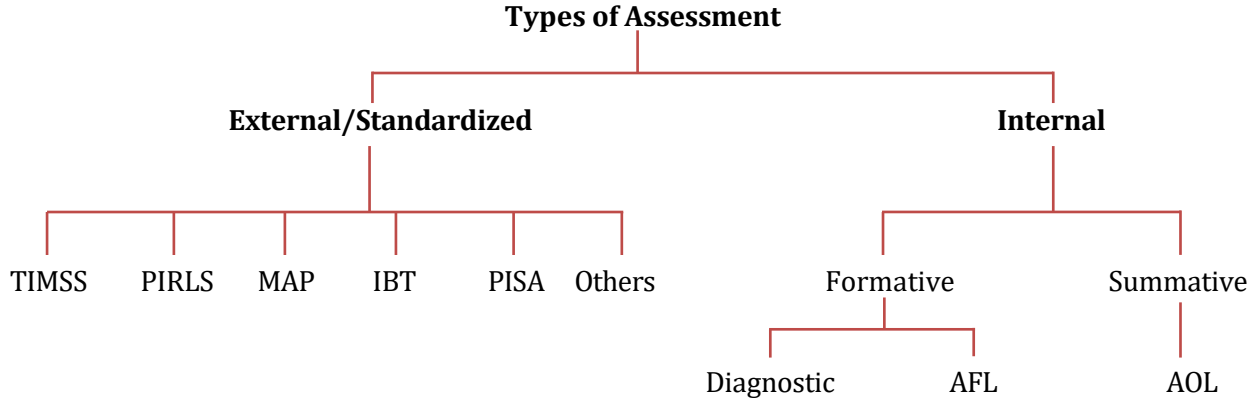 Types of Assessment
External/Standardized Internal
TIMSS PIRLS MAP IBT PISA Others Formative Summative
Diagnostic AFL AOL